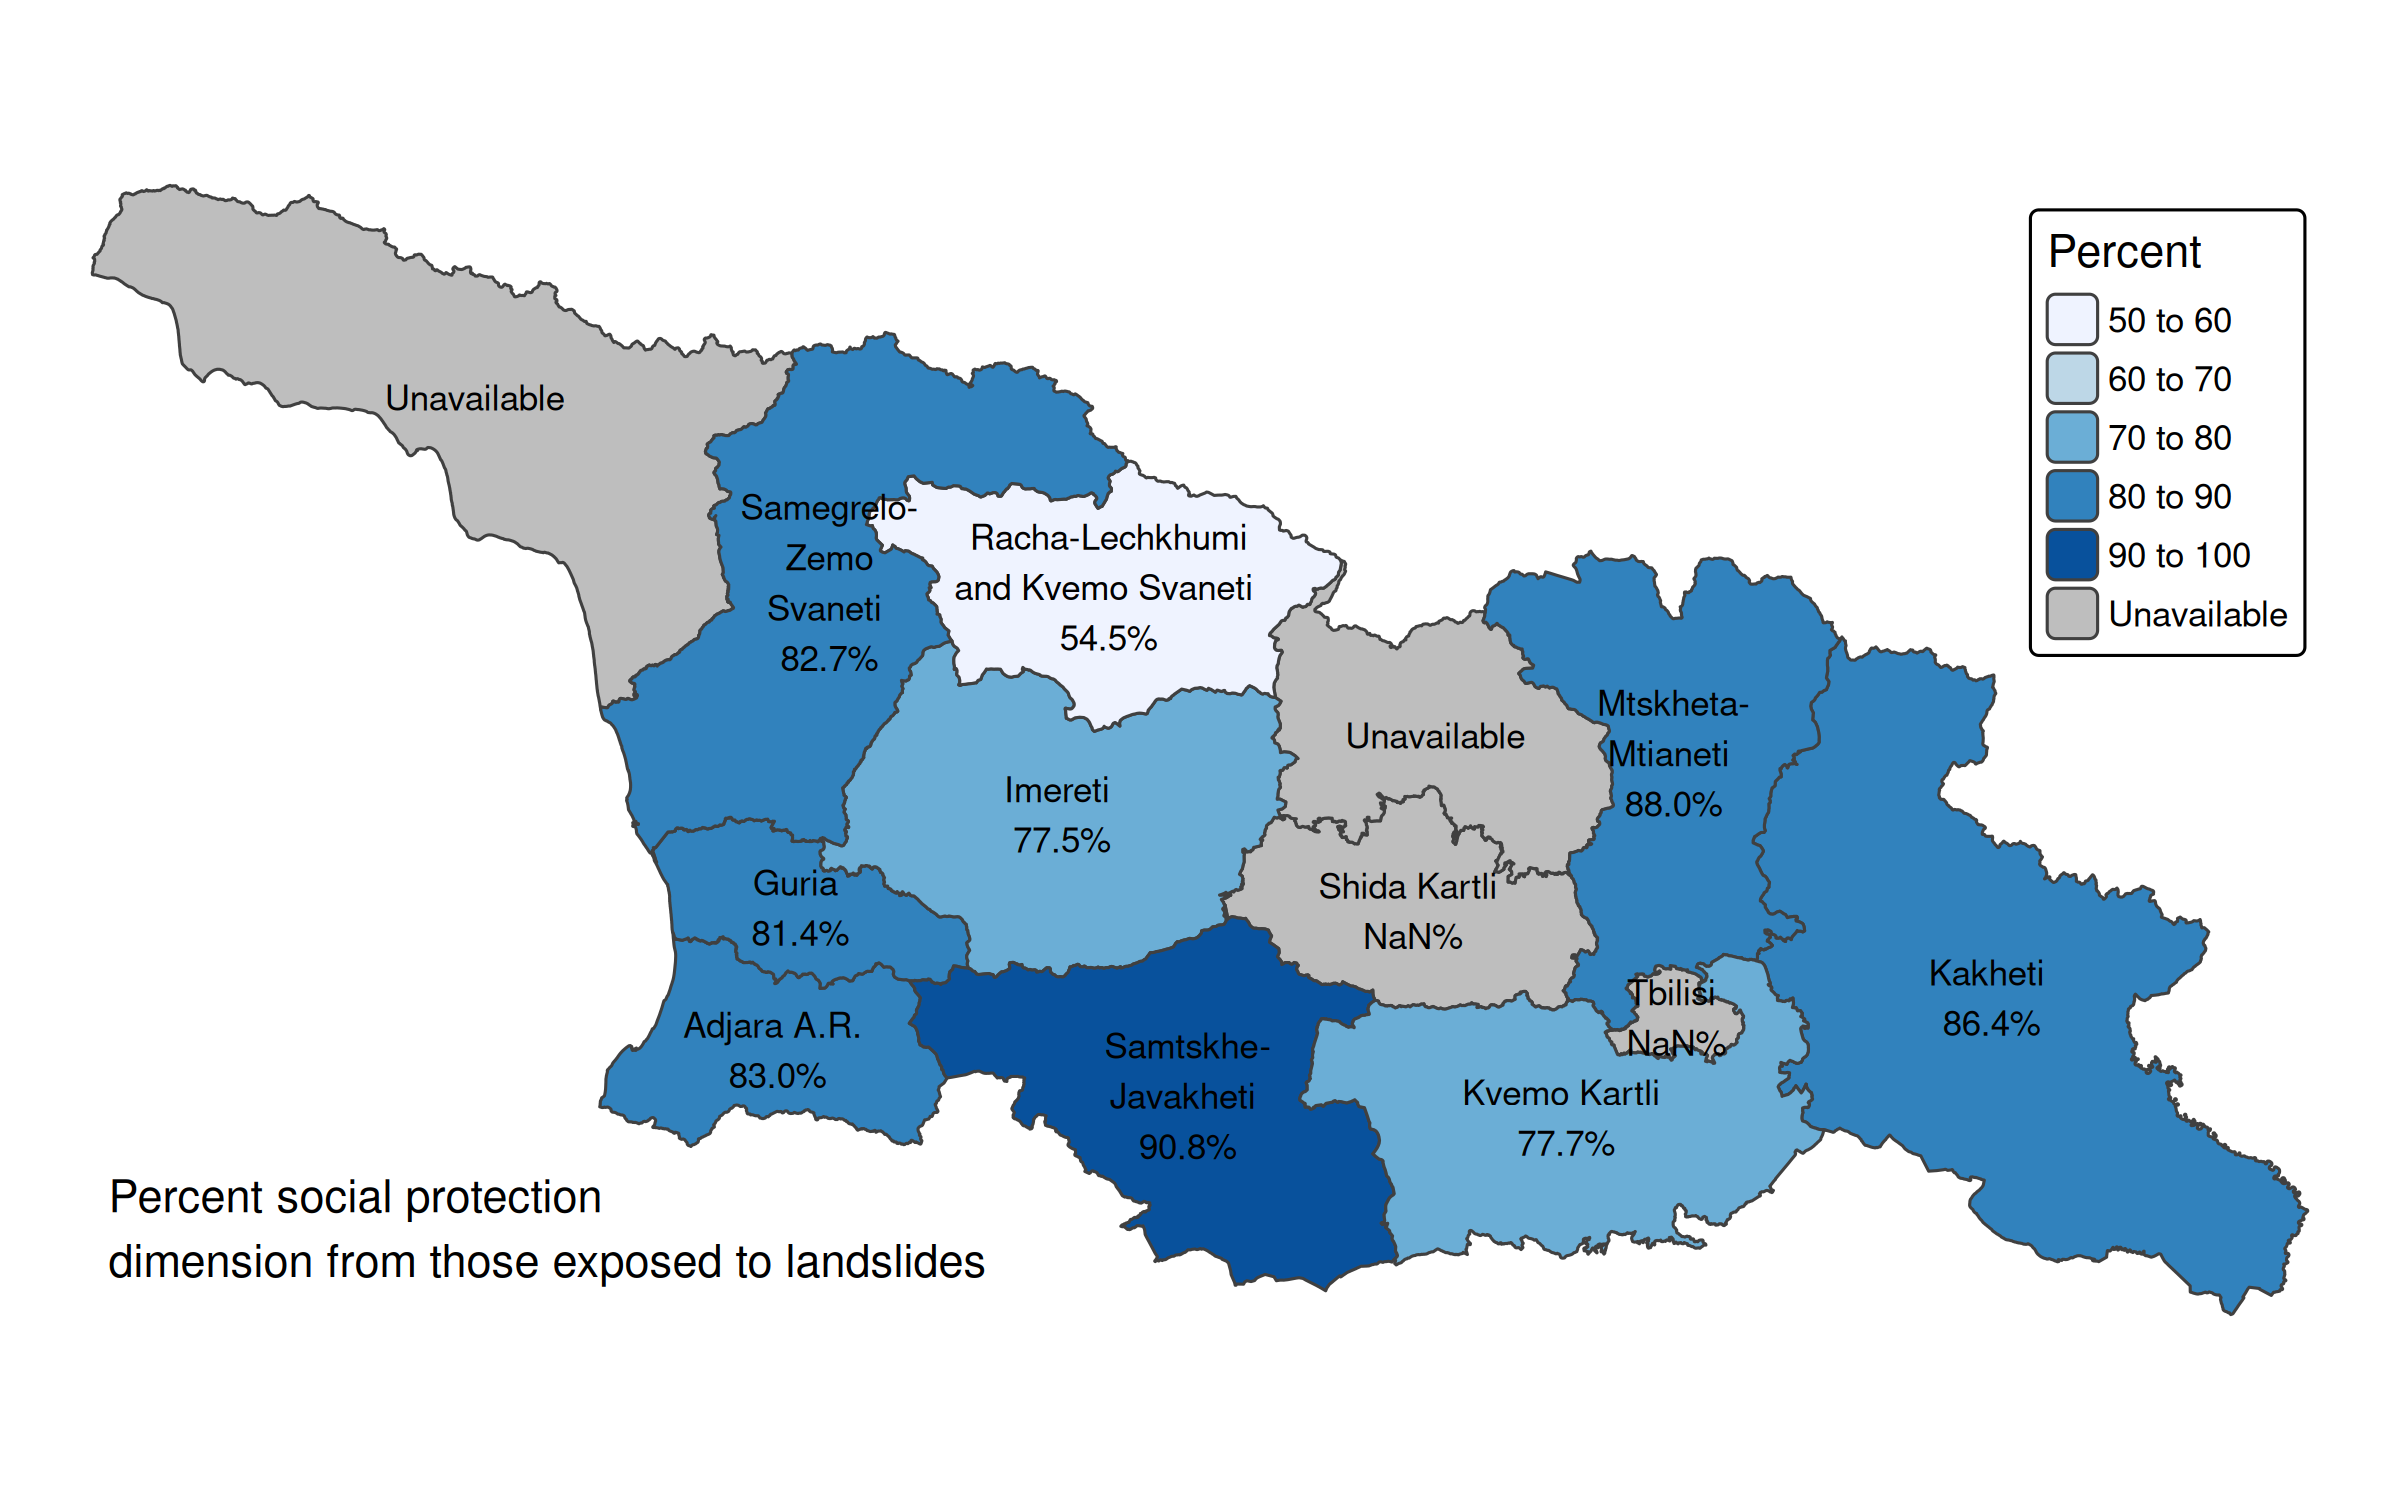 Unavailable
Samegrelo-
Zemo
Svaneti
82.7%
Racha-Lechkhumi
and Kvemo Svaneti
54.5%
Imereti
77.5%
Guria
81.4%
Adjara A.R.
83.0%
Samtskhe-
Javakheti
90.8%
Unavailable
Shida Kartli
NaN%
Mtskheta-
Mtianeti
88.0%
Tbilisi
NaN%
Kvemo Kartli
77.7%
Kakheti
86.4%
Percent
50 to 60
60 to 70
70 to 80
80 to 90
90 to 100
Unavailable
Percent social protection
dimension from those exposed to landslides